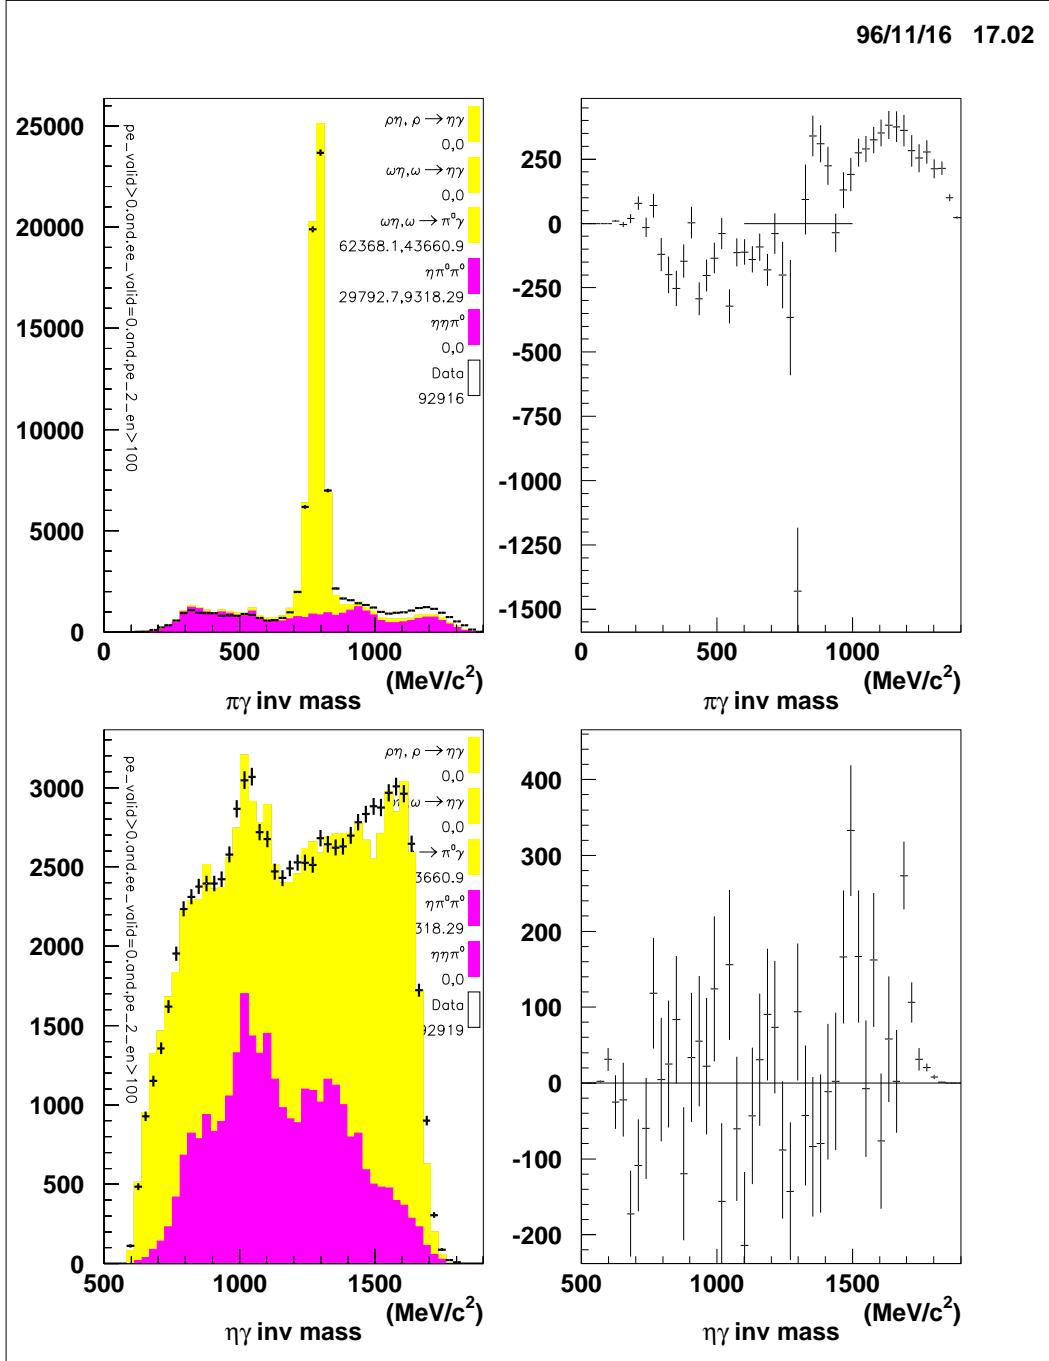 96/11/16 17.02
25000
20000
15000
10000
5000
0
0 500 1000
(MeV/c²)
πγ inv mass
pe_valid>0.and.ee_valid=0.and.pe_2_en>100
ρη, ρ → ηγ
0,0
ωη, ω → ηγ
0,0
ωη, ω → π⁰γ
62368.1,43660.9
ηπ⁰π⁰
29792.7,9318.29
ηηπ⁰
0,0
Data
92916
250
0
-250
-500
-750
-1000
-1250
-1500
0 500 1000
(MeV/c²)
πγ inv mass
3000
2500
2000
1500
1000
500
0
500 1000 1500
(MeV/c²)
ηγ inv mass
pe_valid>0.and.ee_valid=0.and.pe_2_en>100
ρη, ρ → ηγ
0,0
ω → ηγ
0,0
→ π⁰γ
3660.9
ηπ⁰π⁰
318.29
ηηπ⁰
0,0
Data
92919
400
300
200
100
0
-100
-200
500 1000 1500
(MeV/c²)
ηγ inv mass